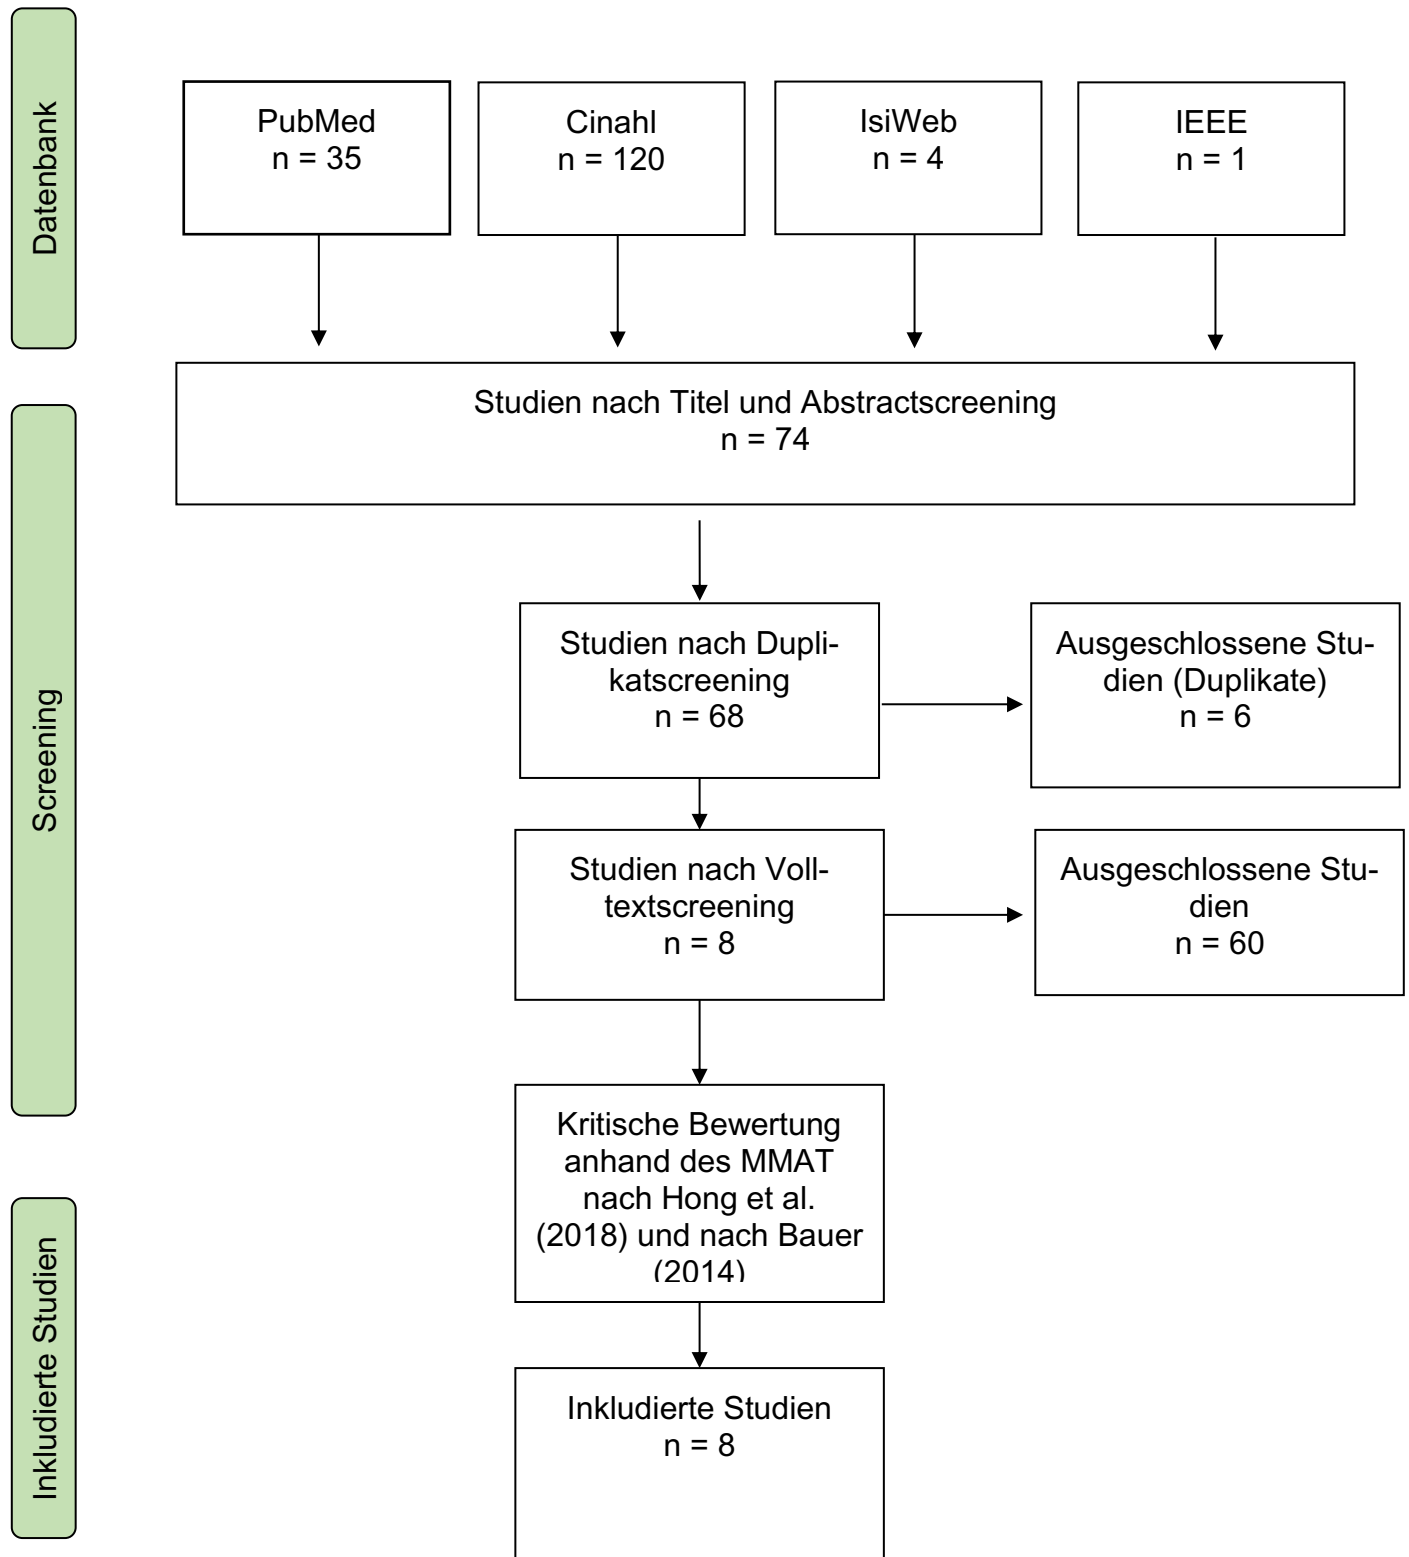 Datenbank
PubMed
n = 35
Cinahl
n = 120
IsiWeb
n = 4
IEEE
n = 1
Screening
Studien nach Titel und Abstractscreening
n = 74
Studien nach Dupli-
katscreening
n = 68
Ausgeschlossene Stu-
dien (Duplikate)
n = 6
Studien nach Voll-
textscreening
n = 8
Ausgeschlossene Stu-
dien
n = 60
Kritische Bewertung
anhand des MMAT
nach Hong et al.
(2018) und nach Bauer
(2014)
Inkludierte Studien
Inkludierte Studien
n = 8